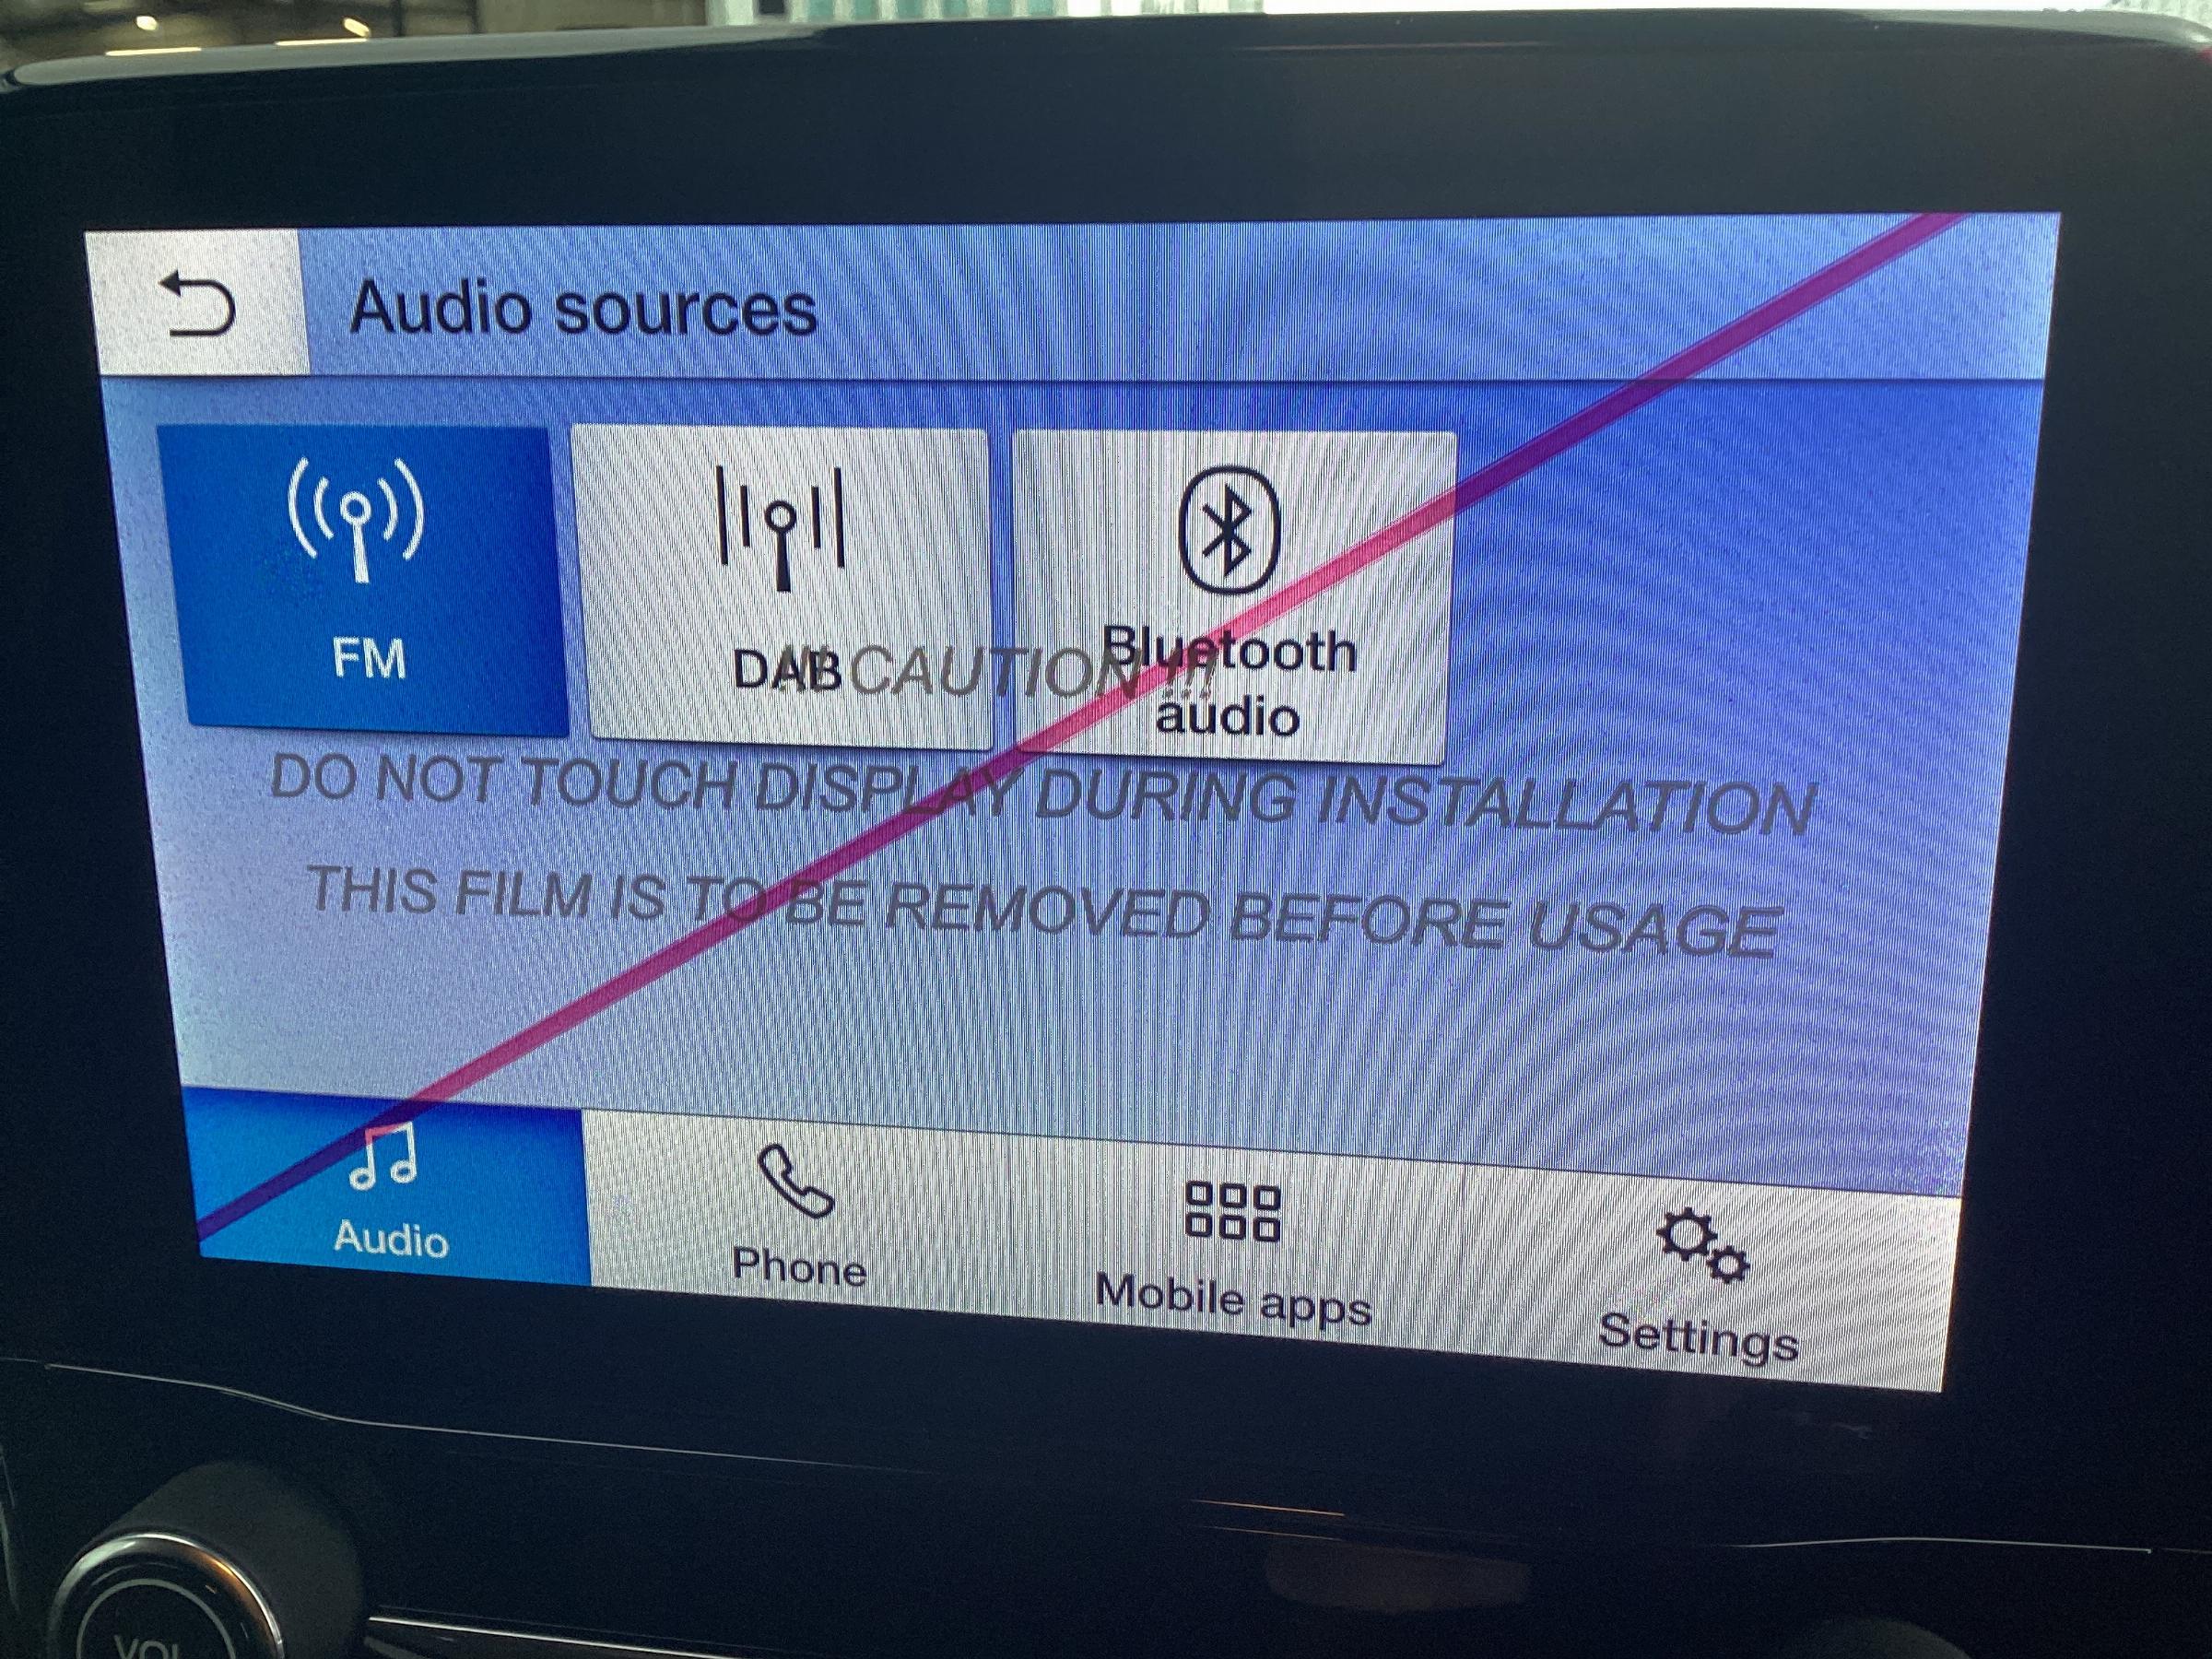 Audio sources
FM
DAB
Bluetooth
audio
!!! CAUTION !!!
DO NOT TOUCH DISPLAY DURING INSTALLATION
THIS FILM IS TO BE REMOVED BEFORE USAGE
Audio
Phone
Mobile apps
Settings
VOL